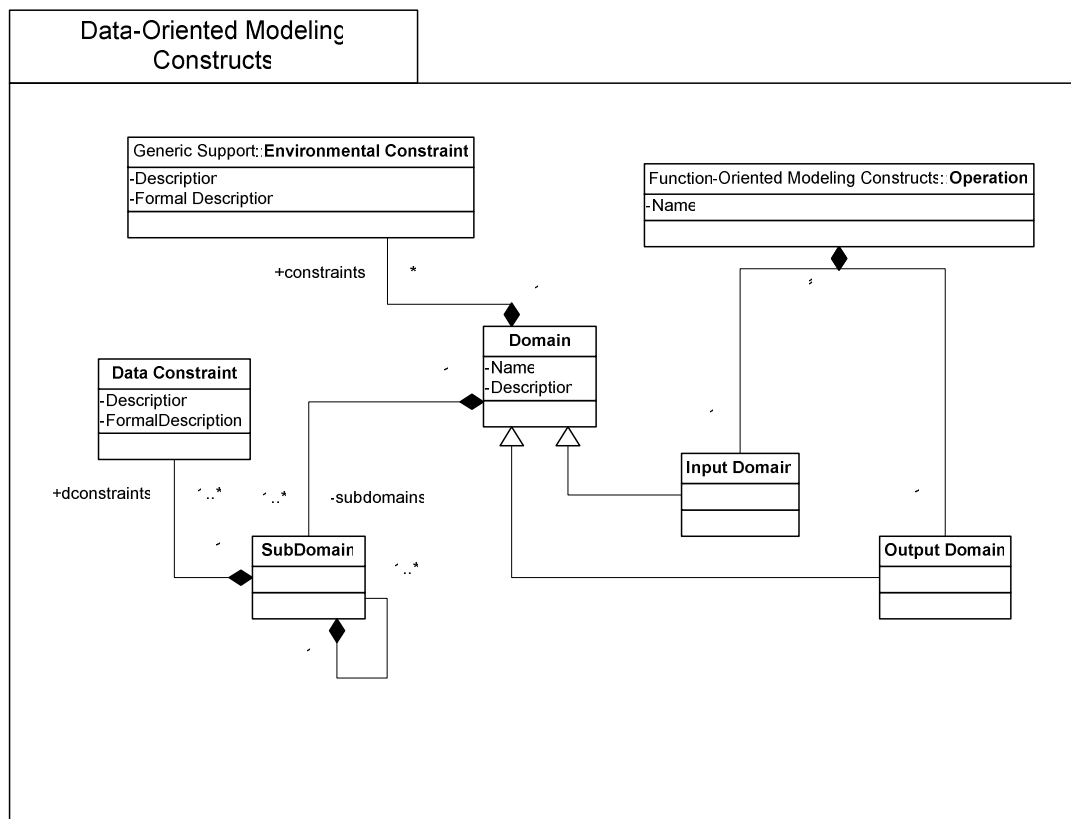 Data-Oriented Modeling
Constructs
Generic Support::Environmental Constraint
-Description
-Formal Description
Function-Oriented Modeling Constructs::Operation
-Name
+constraints
*
Domain
-Name
-Description
Data Constraint
-Description
-FormalDescription
Input Domain
+dconstraints
..*
..*
-subdomains
SubDomain
..*
Output Domain